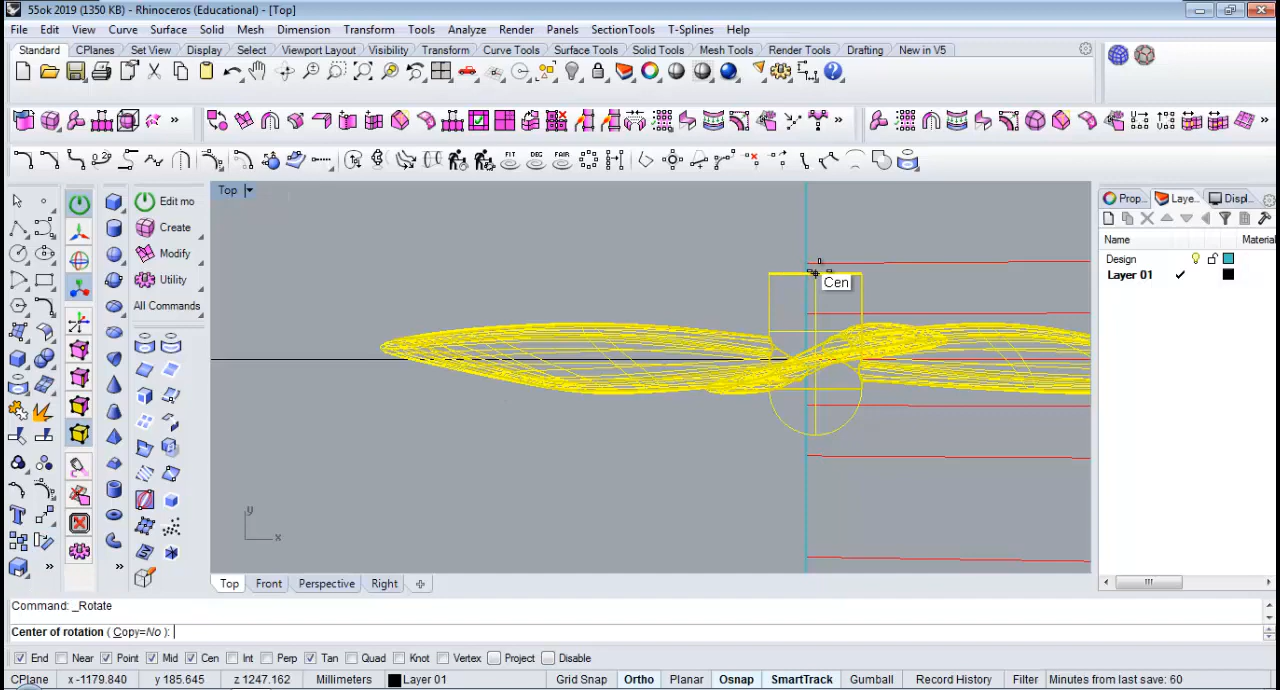 55ok 2019 (1350 KB) - Rhinoceros (Educational) - [Top]
File Edit View Curve Surface Solid Mesh Dimension Transform Tools Analyze Render Panels SectionTools T-Splines Help
Standard CPlanes Set View Display Select Viewport Layout Visibility Transform Curve Tools Surface Tools Solid Tools Mesh Tools Render Tools Drafting New in V5
FIT DEG FAIR
Top
Edit mo
Create
Modify
Utility
All Commands
Cen
y
x
Prop... Laye... Displ...
Name Material
Design
Layer 01
Top Front Perspective Right
Command: _Rotate
Center of rotation ( Copy=No ):
End Near Point Mid Cen Int Perp Tan Quad Knot Vertex Project Disable
CPlane x -1179.840 y 185.645 z 1247.162 Millimeters Layer 01 Grid Snap Ortho Planar Osnap SmartTrack Gumball Record History Filter Minutes from last save: 60